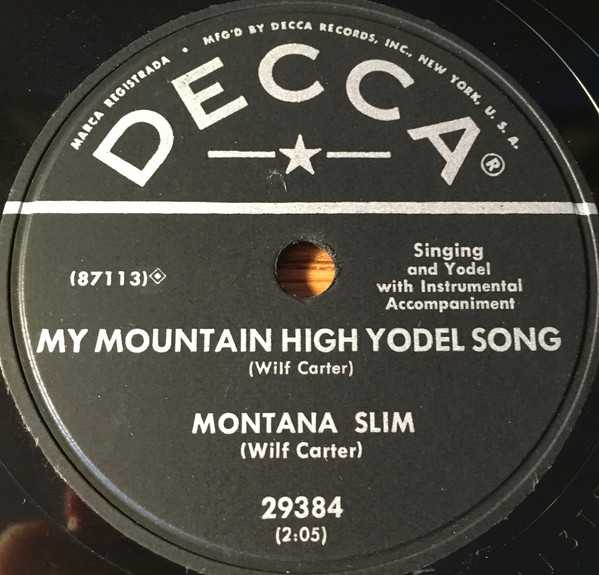 MARCA REGISTRADA • MFG'D BY DECCA RECORDS, INC., NEW YORK, U. S. A.
DECCA®
(87113)
Singing
and Yodel
with Instrumental
Accompaniment
MY MOUNTAIN HIGH YODEL SONG
(Wilf Carter)
MONTANA SLIM
(Wilf Carter)
29384
(2:05)